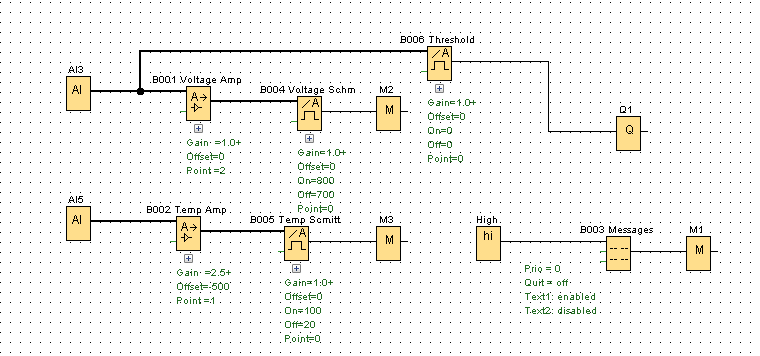 B006 Threshold
/A
AI3
AI
B001 Voltage Amp
A→
B004 Voltage Schm
/A
M2
M
Gain=1.0+
Offset=0
On=0
Off=0
Point=0
Q1
Q
Gain =1.0+
Offset=0
Point =2
Gain=1.0+
Offset=0
On=800
Off=700
Point=0
AI5
AI
B002 Temp Amp
A→
B005 Temp Scmitt
/A
M3
M
High
hi
B003 Messages
M1
M
Gain =2.5+
Offset=-500
Point =1
Gain=1.0+
Offset=0
On=100
Off=20
Point=0
Prio = 0
Quit = off
Text1: enabled
Text2: disabled